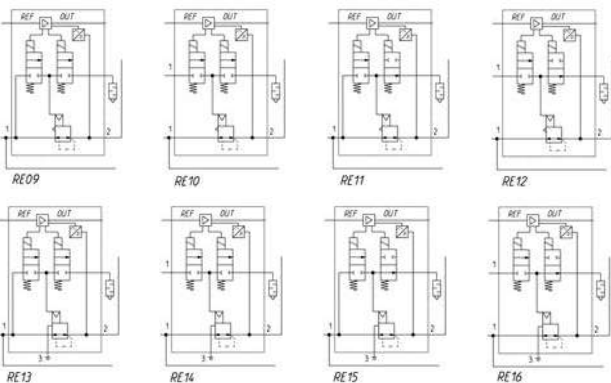 REF OUT REF OUT REF OUT REF OUT
1 2 1 2 1 2 1 2
RE09 RE10 RE11 RE12
REF OUT REF OUT REF OUT REF OUT
1 2 1 2 1 2 1 2
3 3 3 3
RE13 RE14 RE15 RE16